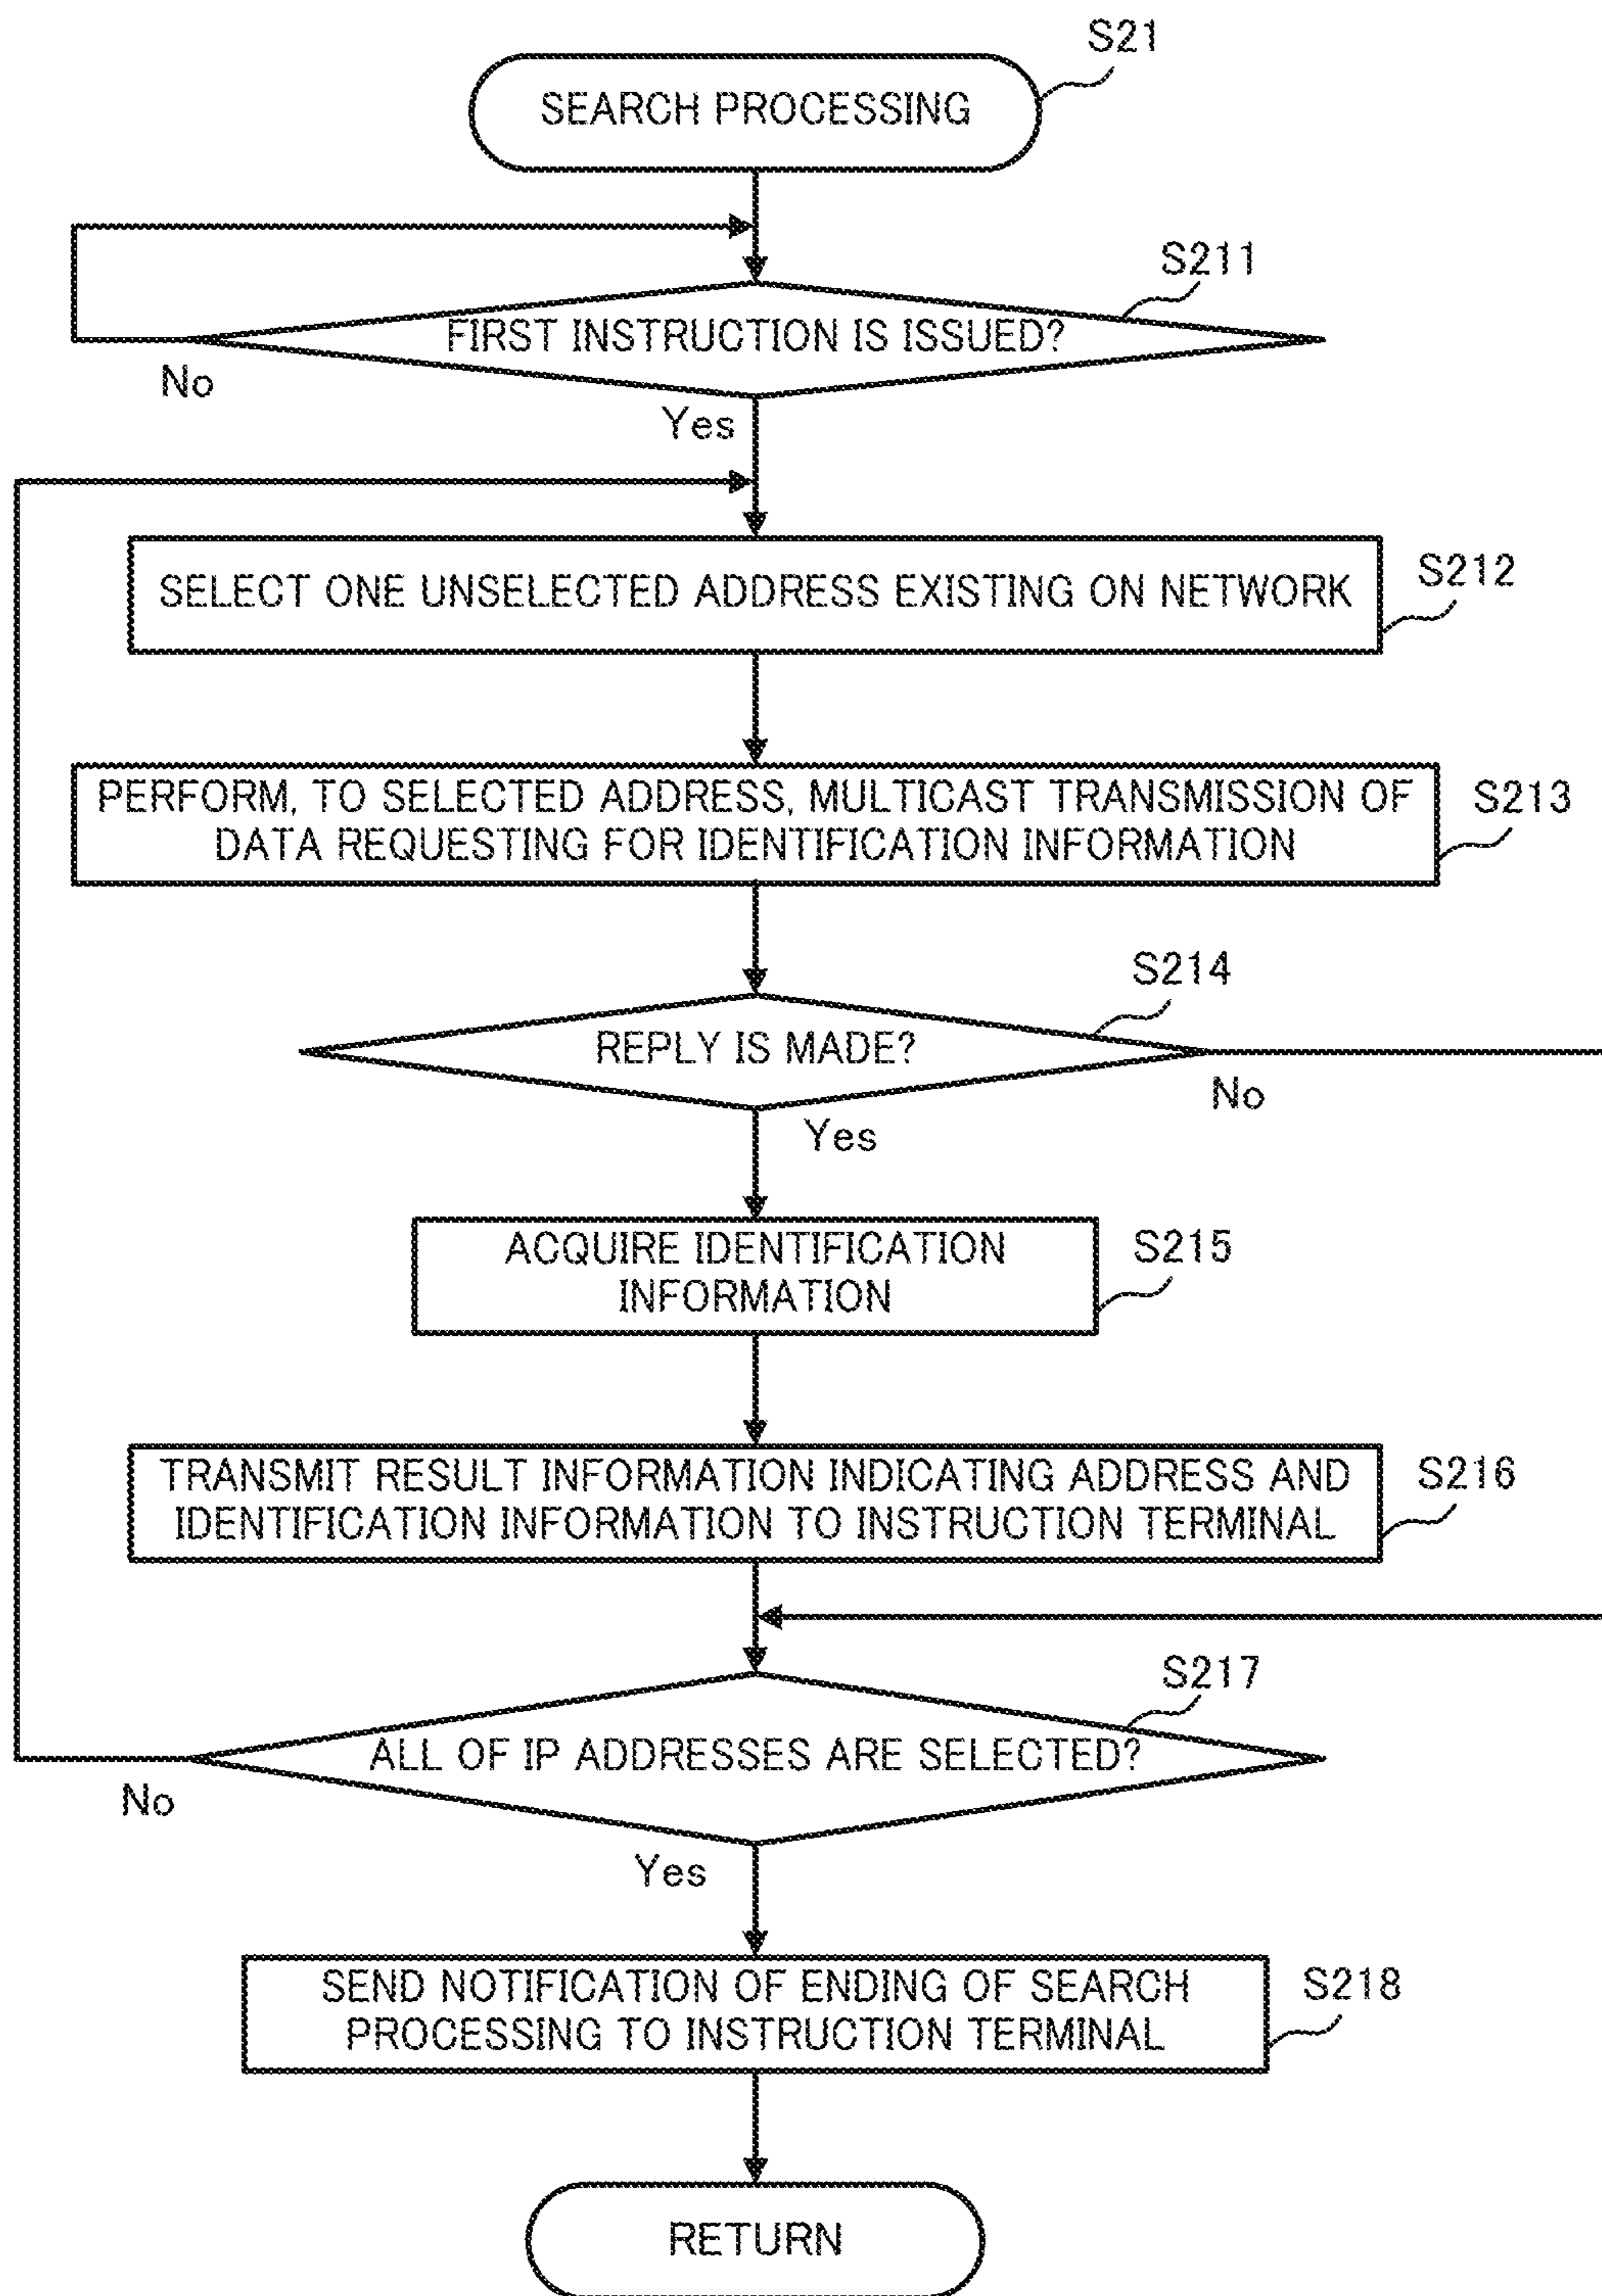 S21
SEARCH PROCESSING
S211
FIRST INSTRUCTION IS ISSUED?
No
Yes
SELECT ONE UNSELECTED ADDRESS EXISTING ON NETWORK
S212
PERFORM, TO SELECTED ADDRESS, MULTICAST TRANSMISSION OF
DATA REQUESTING FOR IDENTIFICATION INFORMATION
S213
S214
REPLY IS MADE?
No
Yes
ACQUIRE IDENTIFICATION
INFORMATION
S215
TRANSMIT RESULT INFORMATION INDICATING ADDRESS AND
IDENTIFICATION INFORMATION TO INSTRUCTION TERMINAL
S216
S217
ALL OF IP ADDRESSES ARE SELECTED?
No
Yes
SEND NOTIFICATION OF ENDING OF SEARCH
PROCESSING TO INSTRUCTION TERMINAL
S218
RETURN